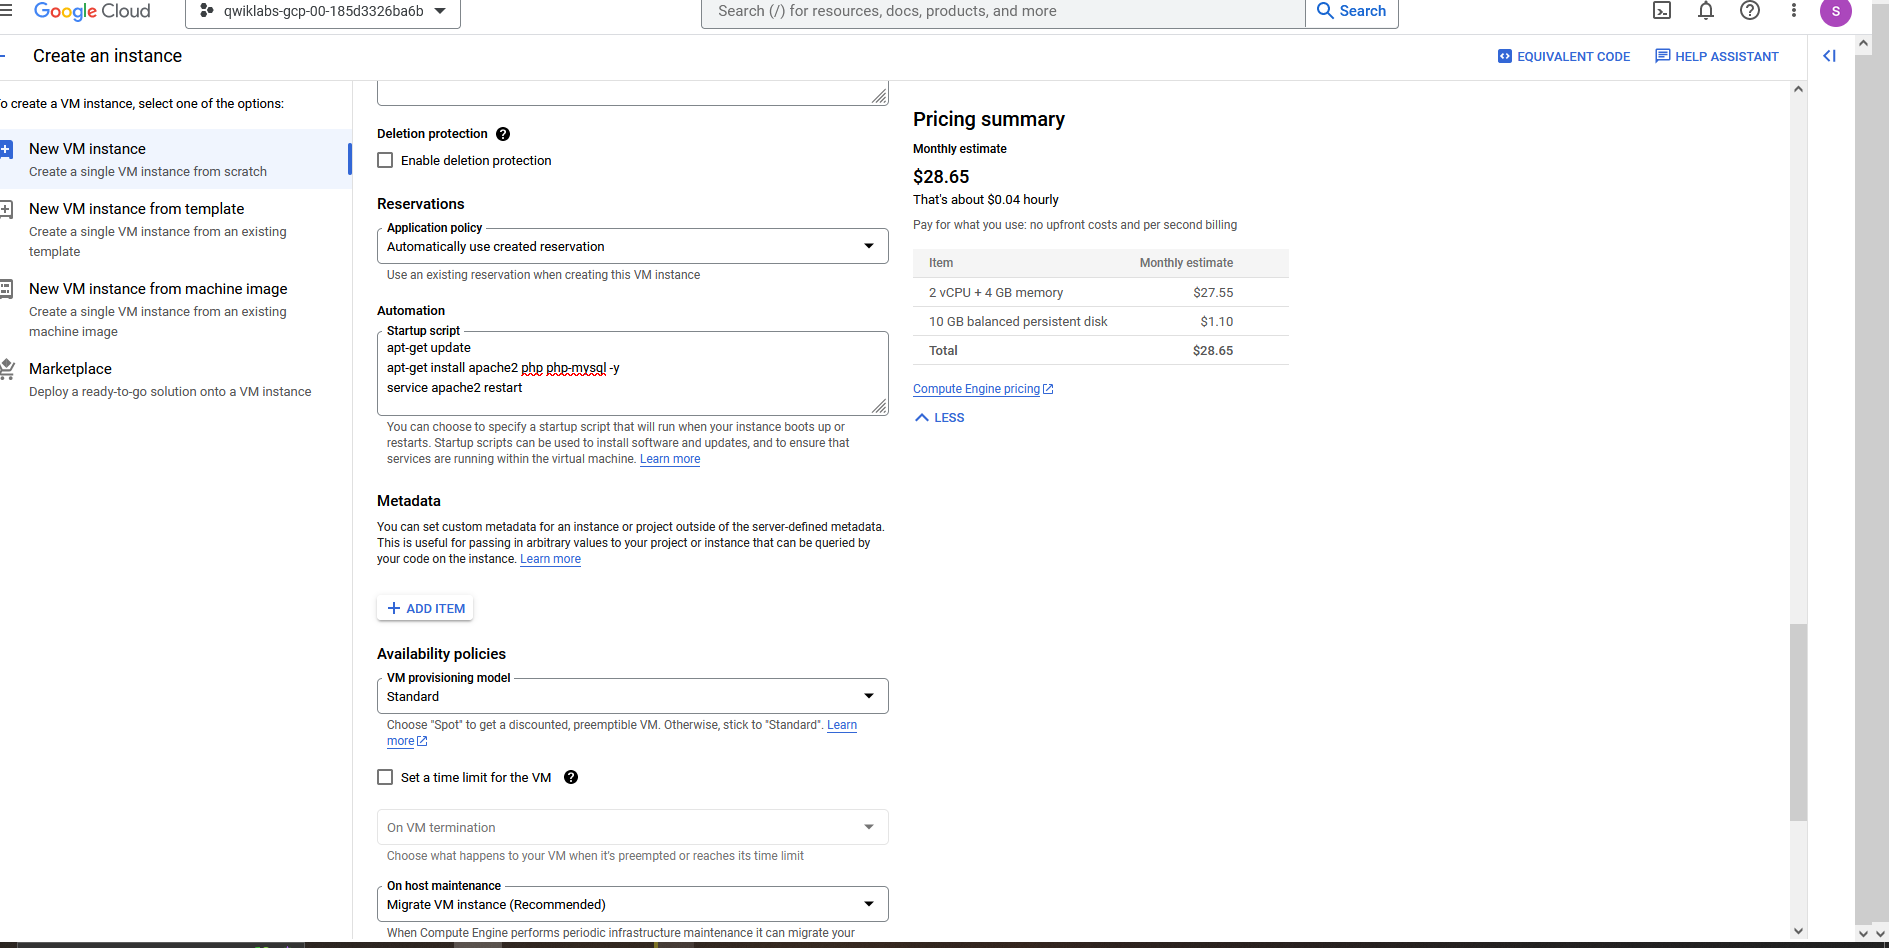 Google Cloud
qwiklabs-gcp-00-185d3326ba6b
Search (/) for resources, docs, products, and more
Search
S
Create an instance
EQUIVALENT CODE
HELP ASSISTANT
o create a VM instance, select one of the options:
New VM instance
Create a single VM instance from scratch
New VM instance from template
Create a single VM instance from an existing
template
New VM instance from machine image
Create a single VM instance from an existing
machine image
Marketplace
Deploy a ready-to-go solution onto a VM instance
Deletion protection
Enable deletion protection
Reservations
Application policy
Automatically use created reservation
Use an existing reservation when creating this VM instance
Automation
Startup script
apt-get update
apt-get install apache2 php php-mysql -y
service apache2 restart
You can choose to specify a startup script that will run when your instance boots up or
restarts. Startup scripts can be used to install software and updates, and to ensure that
services are running within the virtual machine. Learn more
Metadata
You can set custom metadata for an instance or project outside of the server-defined metadata.
This is useful for passing in arbitrary values to your project or instance that can be queried by
your code on the instance. Learn more
ADD ITEM
Availability policies
VM provisioning model
Standard
Choose "Spot" to get a discounted, preemptible VM. Otherwise, stick to "Standard". Learn
more
Set a time limit for the VM
On VM termination
Choose what happens to your VM when it's preempted or reaches its time limit
On host maintenance
Migrate VM instance (Recommended)
When Compute Engine performs periodic infrastructure maintenance it can migrate your
Pricing summary
Monthly estimate
$28.65
That's about $0.04 hourly
Pay for what you use: no upfront costs and per second billing
Item Monthly estimate
2 vCPU + 4 GB memory $27.55
10 GB balanced persistent disk $1.10
Total $28.65
Compute Engine pricing
LESS